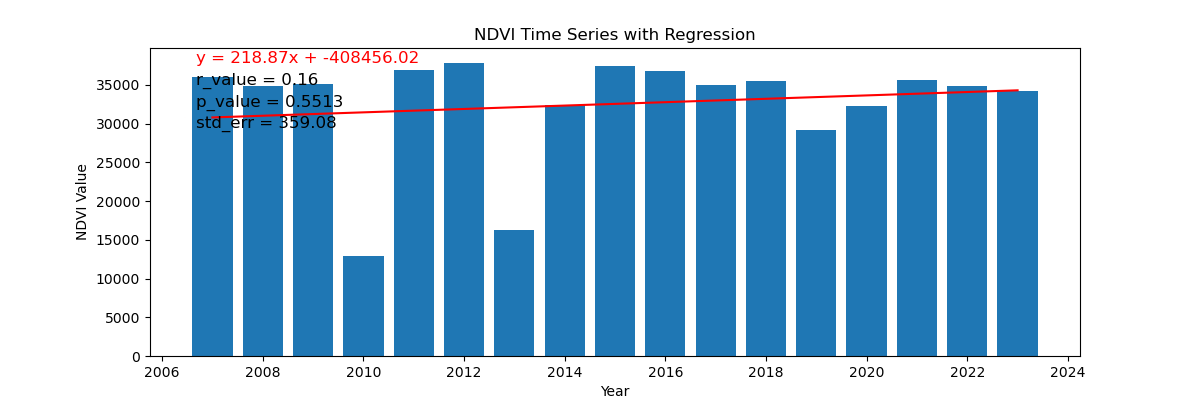 NDVI Time Series with Regression
y = 218.87x + -408456.02
r_value = 0.16
p_value = 0.5513
std_err = 359.08
35000
30000
25000
20000
15000
10000
5000
0
NDVI Value
2006 2008 2010 2012 2014 2016 2018 2020 2022 2024
Year